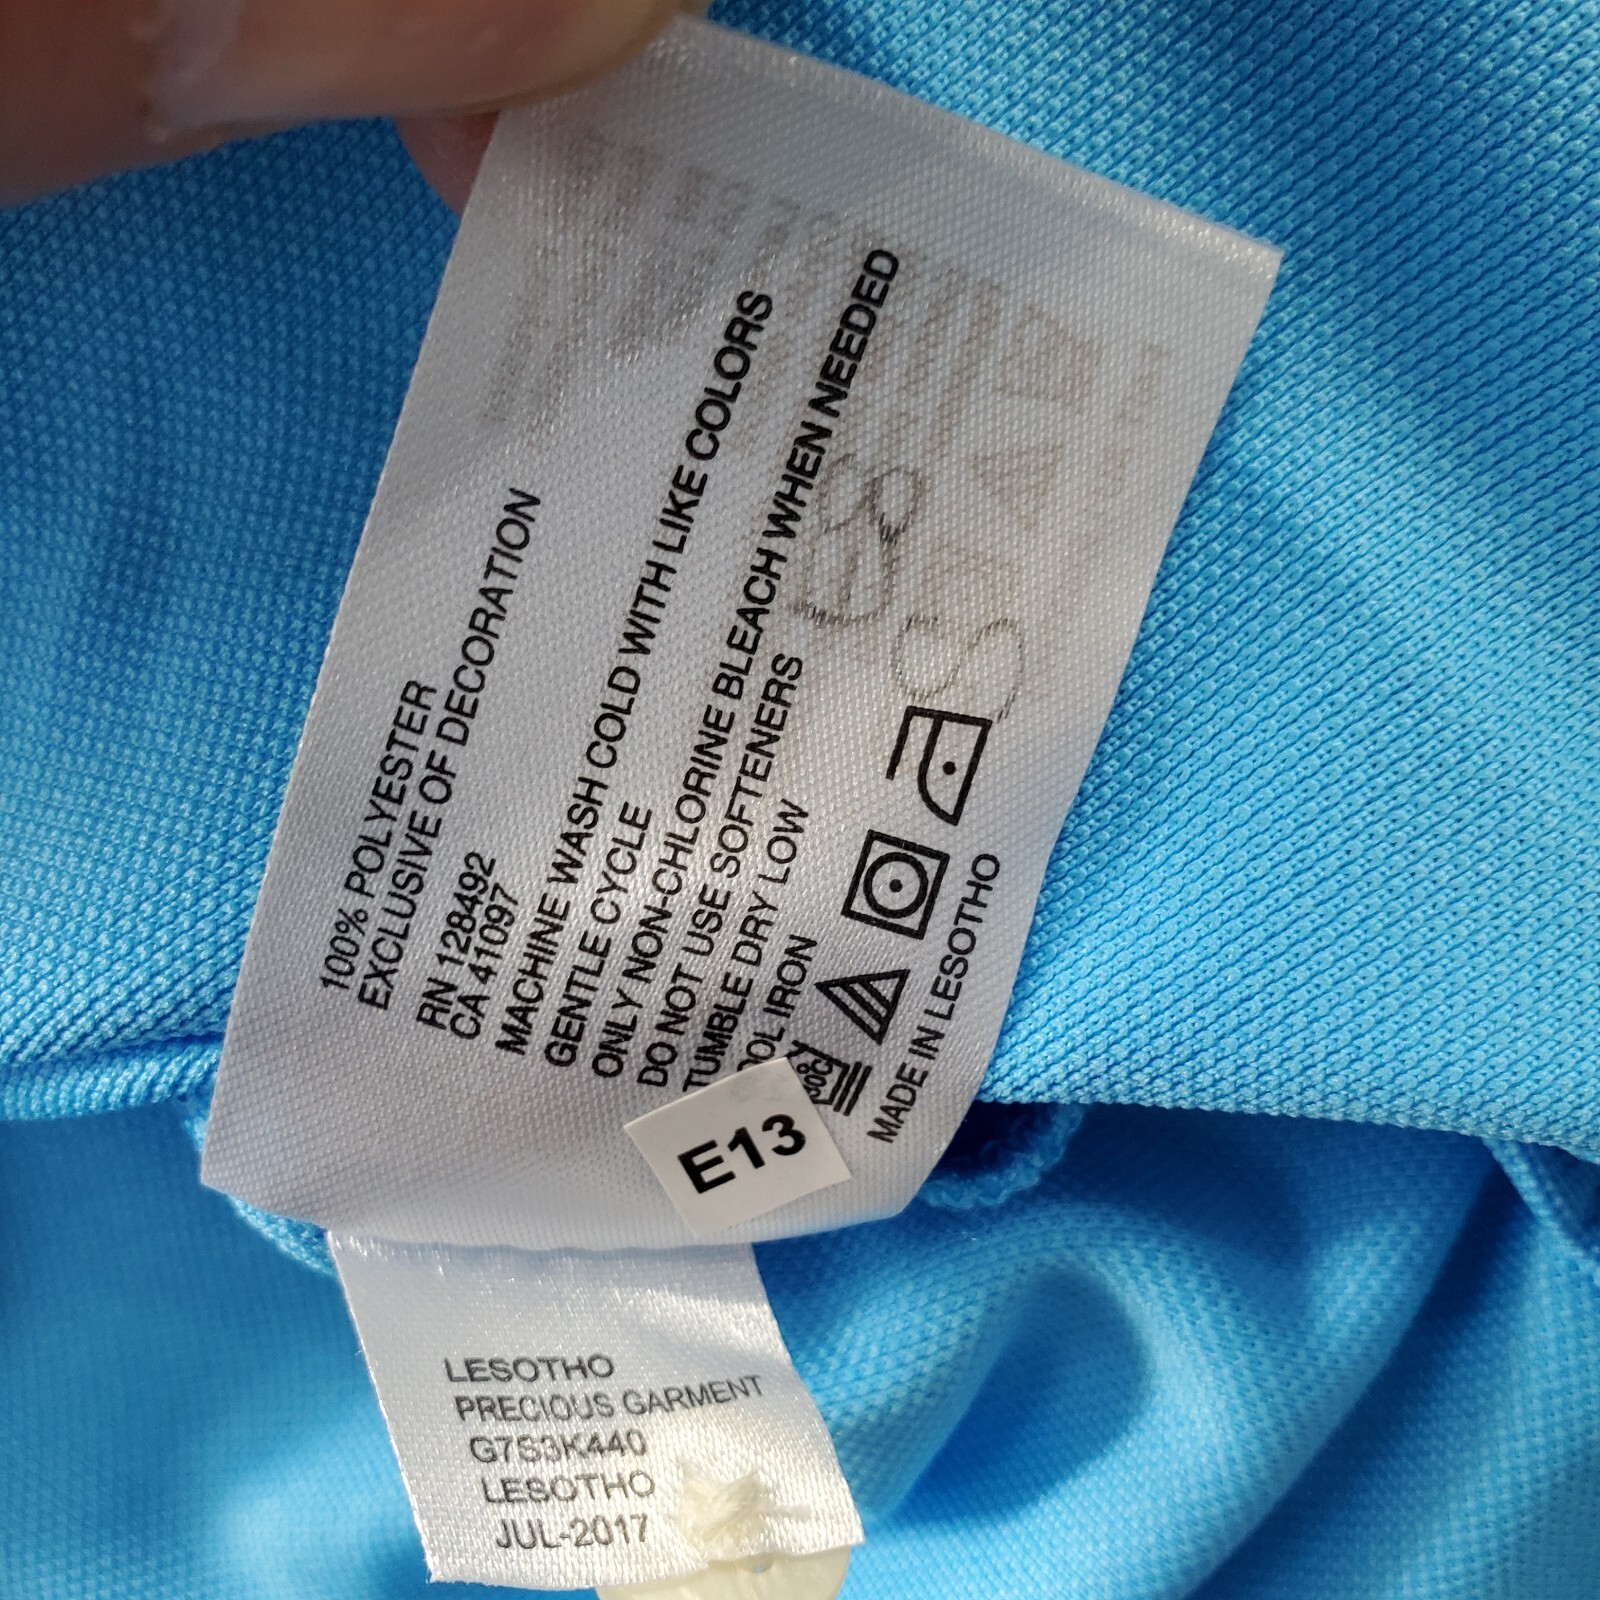 100% POLYESTER
EXCLUSIVE OF DECORATION
RN 128492
CA 41097
MACHINE WASH COLD WITH LIKE COLORS
GENTLE CYCLE
ONLY NON-CHLORINE BLEACH WHEN NEEDED
DO NOT USE SOFTENERS
TUMBLE DRY LOW
IRON
30°C
MADE IN LESOTHO
E13
LESOTHO
PRECIOUS GARMENT
G7S3K440
LESOTHO
JUL-2017